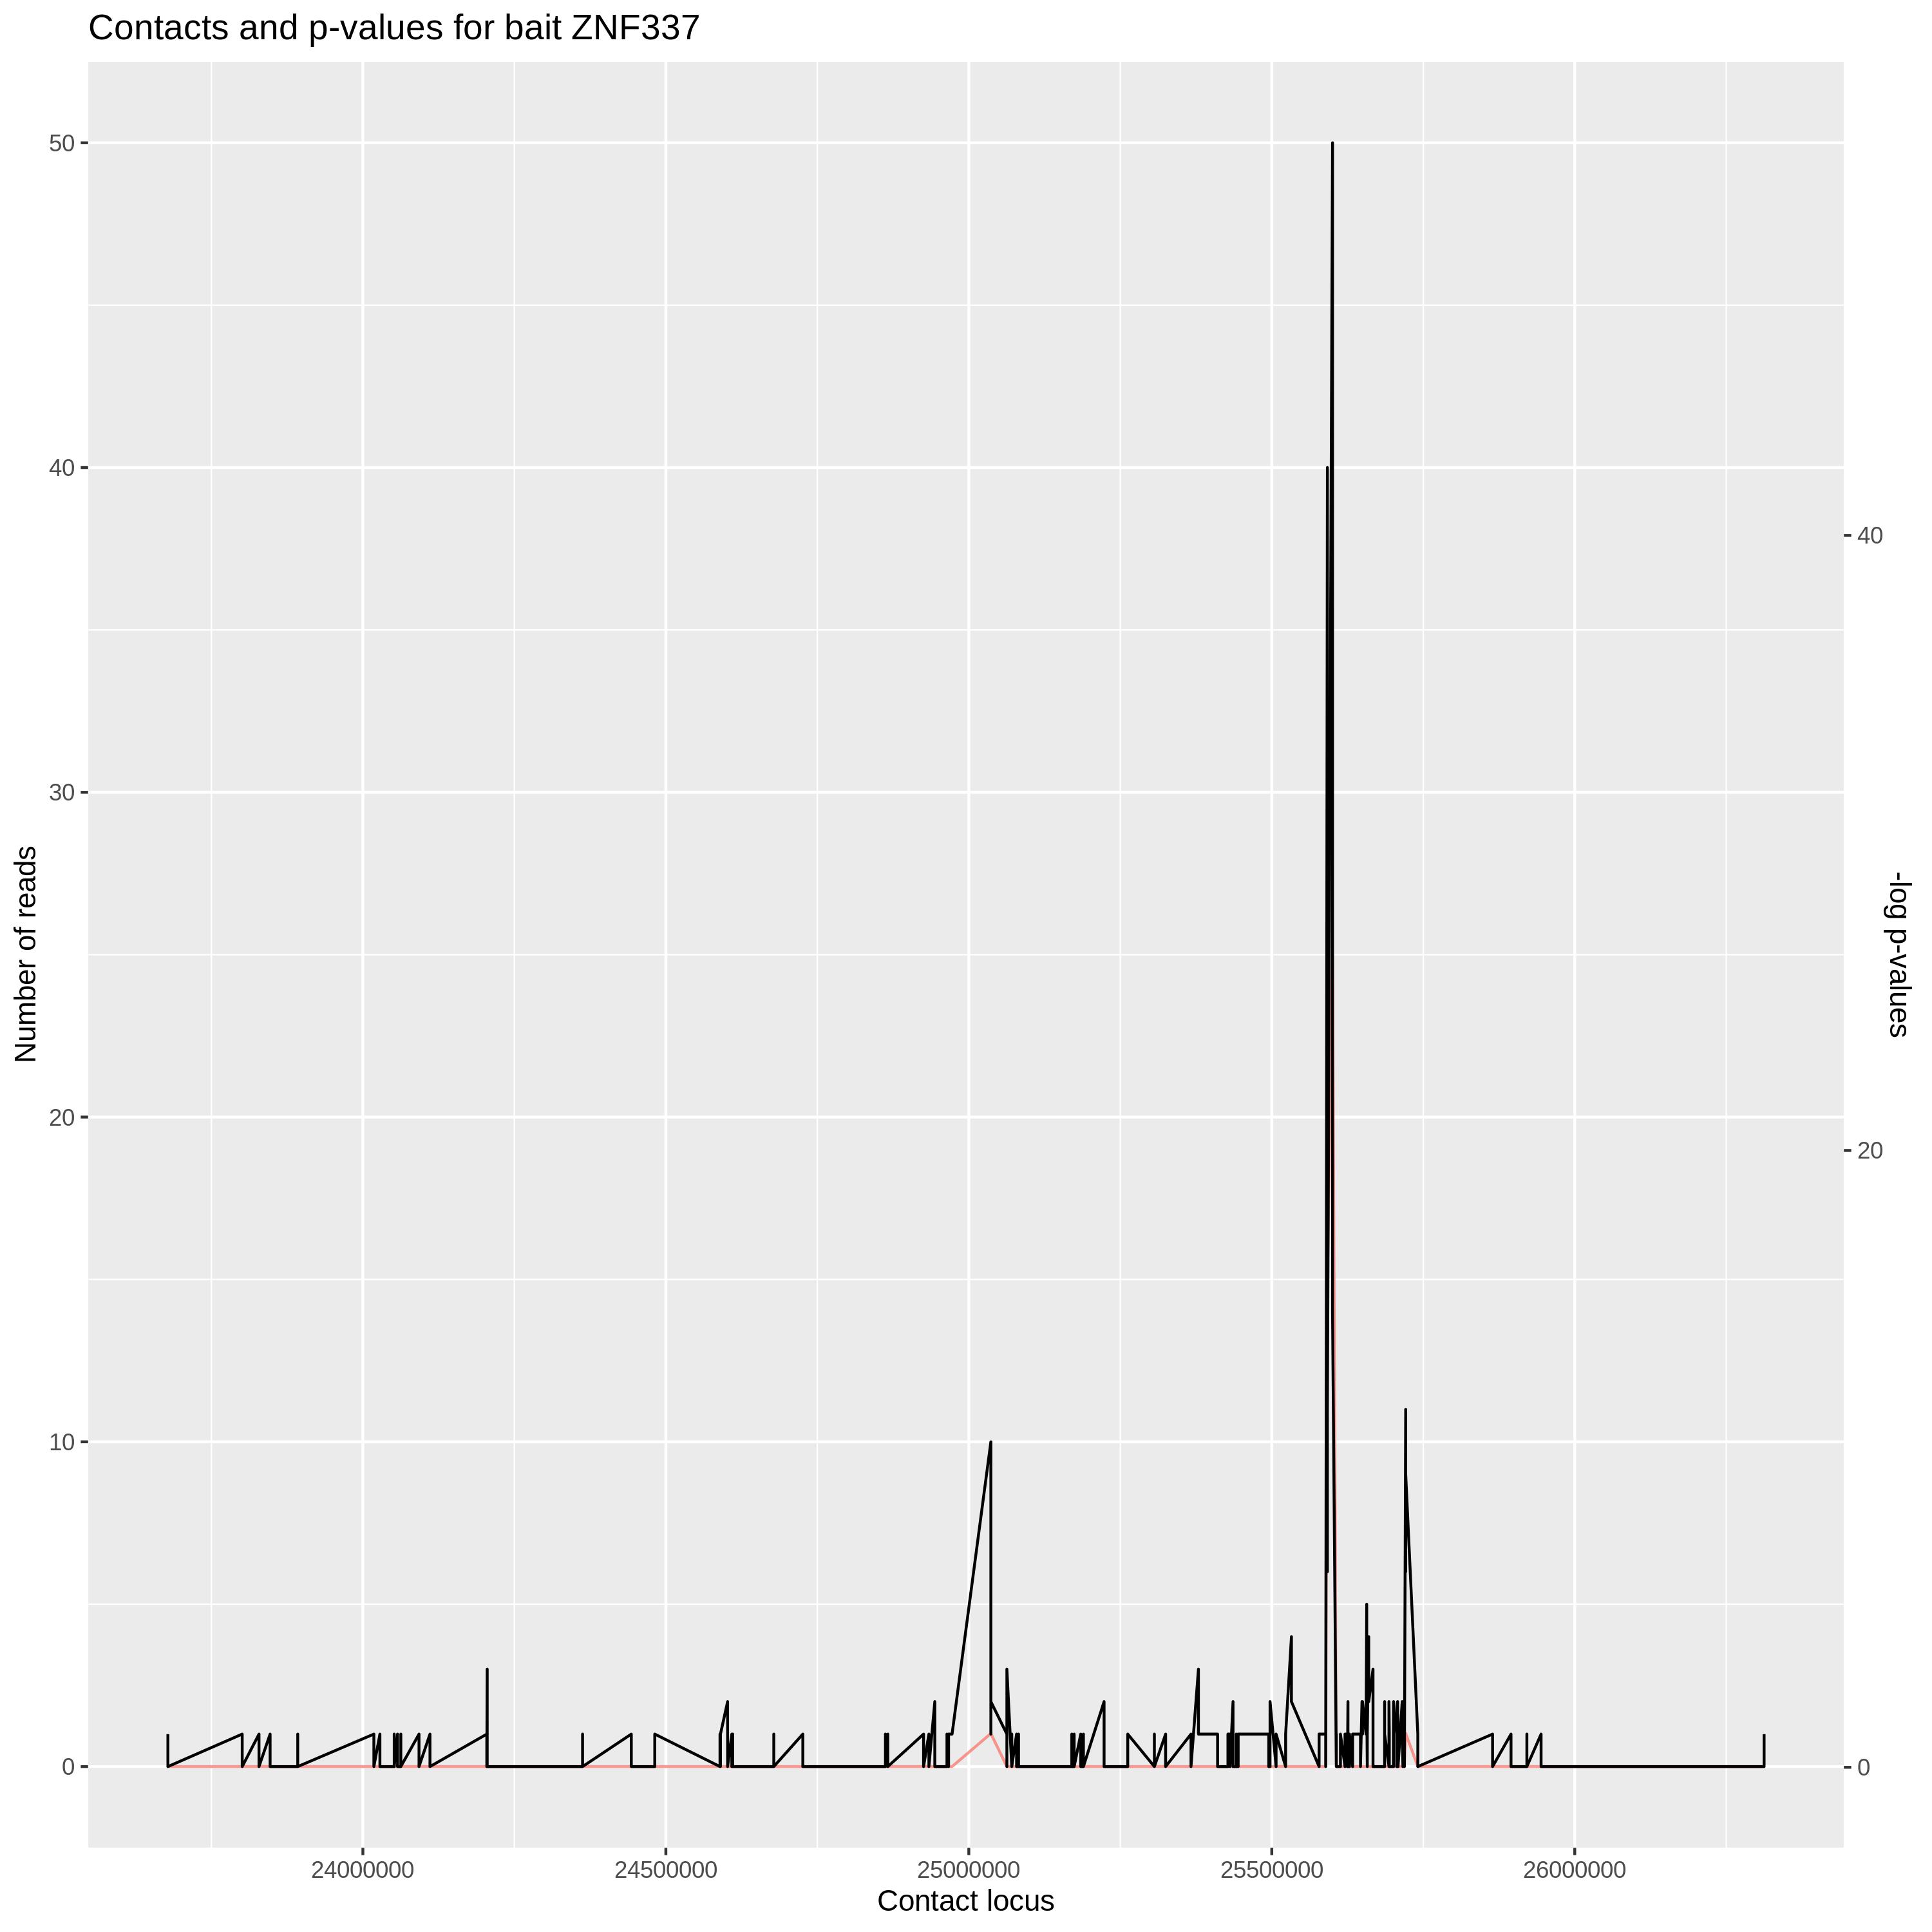 Contacts and p-values for bait ZNF337
50
40
30
20
10
0
Number of reads
40
20
0
-log p-values
24000000 24500000 25000000 25500000 26000000
Contact locus